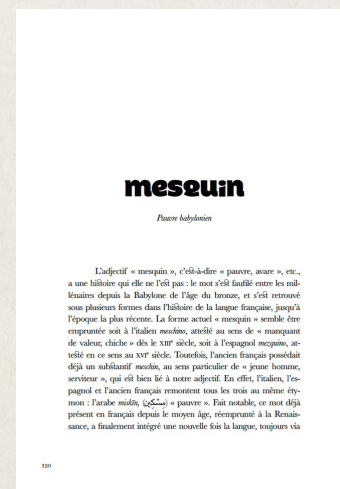 mesquin
Pauvre babylonien
L'adjectif « mesquin », c'est-à-dire « pauvre, avare », etc.,
a une histoire qui elle ne l'est pas : le mot s'est faufilé entre les mil-
lénaires depuis la Babylone de l'âge du bronze, et s'est retrouvé
sous plusieurs formes dans l'histoire de la langue française, jusqu'à
l'époque la plus récente. La forme actuel « mesquin » semble être
empruntée soit à l'italien meschino, attesté au sens de « manquant
de valeur, chiche » dès le XIIIe siècle, soit à l'espagnol mezquino, at-
testé en ce sens au XVIe siècle. Toutefois, l'ancien français possédait
déjà un substantif meschin, au sens particulier de « jeune homme,
serviteur », qui est bien lié à notre adjectif. En effet, l'italien, l'es-
pagnol et l'ancien français remontent tous les trois au même éty-
mon : l'arabe miskīn, (مِسْكِين) « pauvre ». Fait notable, ce mot déjà
présent en français depuis le moyen âge, réemprunté à la Renais-
sance, a finalement intégré une nouvelle fois la langue, toujours via
120